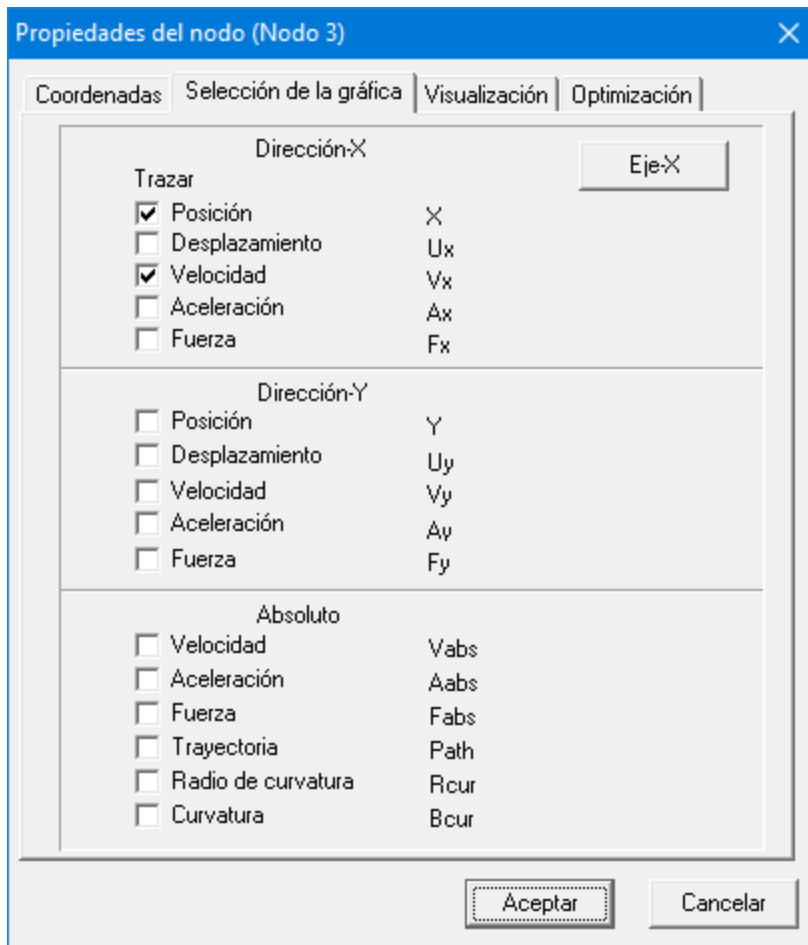 Propiedades del nodo (Nodo 3)
Coordenadas Selección de la gráfica Visualización Optimización
Dirección-X
Eje-X
Trazar
Posición X
Desplazamiento Ux
Velocidad Vx
Aceleración Ax
Fuerza Fx
Dirección-Y
Posición Y
Desplazamiento Uy
Velocidad Vy
Aceleración Ay
Fuerza Fy
Absoluto
Velocidad Vabs
Aceleración Aabs
Fuerza Fabs
Trayectoria Path
Radio de curvatura Rcur
Curvatura Bcur
Aceptar Cancelar